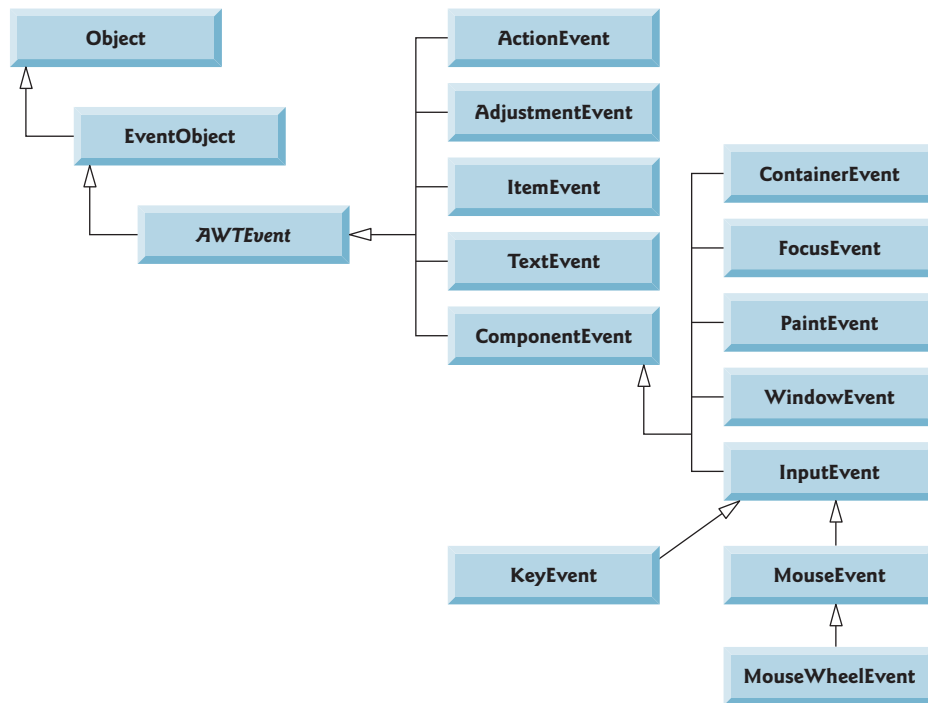 Object
EventObject
AWTEvent
ActionEvent
AdjustmentEvent
ItemEvent
TextEvent
ComponentEvent
ContainerEvent
FocusEvent
PaintEvent
WindowEvent
InputEvent
KeyEvent
MouseEvent
MouseWheelEvent